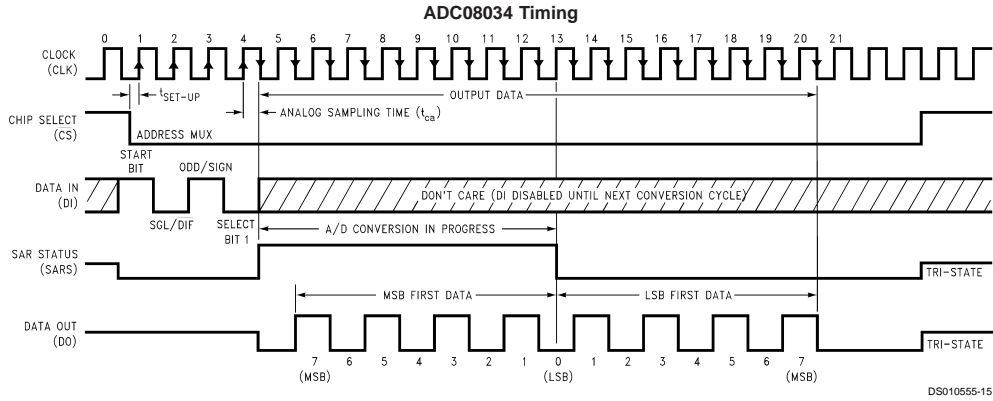 ADC08034 Timing
0 1 2 3 4 5 6 7 8 9 10 11 12 13 14 15 16 17 18 19 20 21
CLOCK
(CLK)
tSET-UP
OUTPUT DATA
ANALOG SAMPLING TIME (tca)
CHIP SELECT
(CS)
ADDRESS MUX
START
BIT
ODD/SIGN
DATA IN
(DI)
DON'T CARE (DI DISABLED UNTIL NEXT CONVERSION CYCLE)
SGL/DIF
SELECT
BIT 1
A/D CONVERSION IN PROGRESS
SAR STATUS
(SARS)
TRI-STATE
MSB FIRST DATA
LSB FIRST DATA
DATA OUT
(DO)
TRI-STATE
7 6 5 4 3 2 1 0 1 2 3 4 5 6 7
(MSB) (LSB) (MSB)
DS010555-15